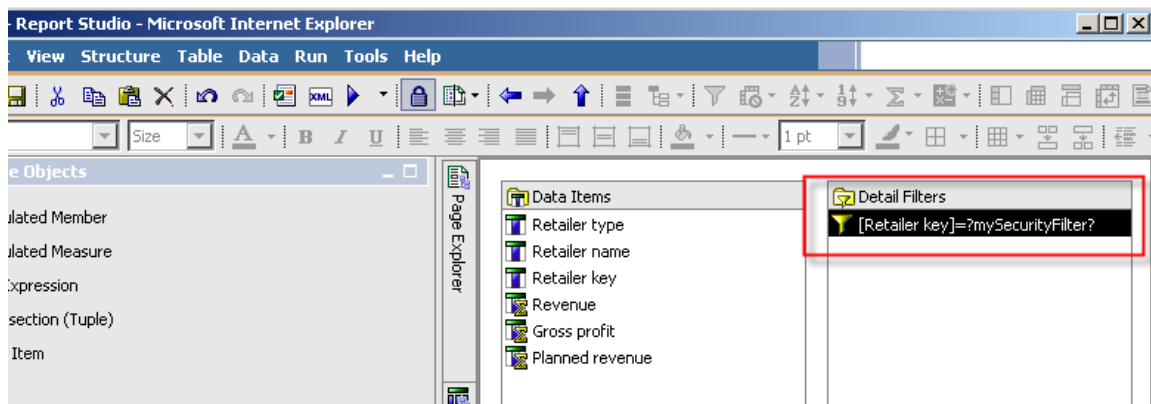 - Report Studio - Microsoft Internet Explorer
View Structure Table Data Run Tools Help
XML
Size A B I U 1 pt
e Objects
ulated Member
ulated Measure
Expression
section (Tuple)
Item
Page Explorer
Data Items
Retailer type
Retailer name
Retailer key
Revenue
Gross profit
Planned revenue
Detail Filters
[Retailer key]=?mySecurityFilter?